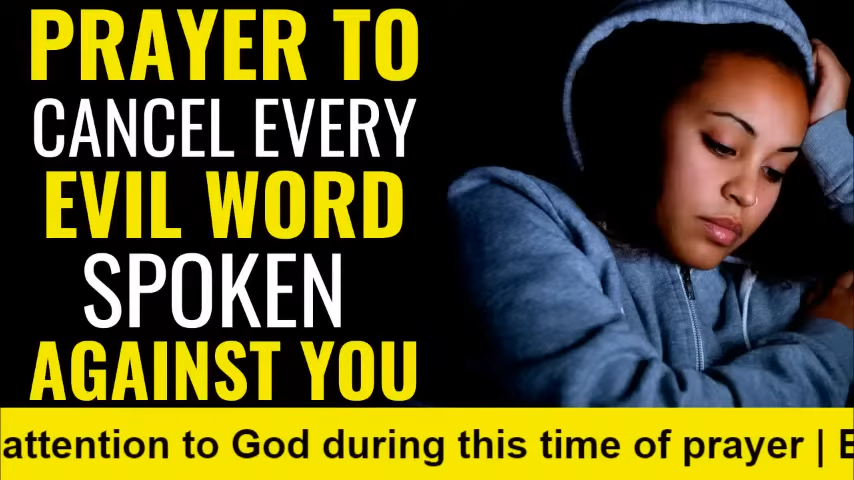 PRAYER TO
CANCEL EVERY
EVIL WORD
SPOKEN
AGAINST YOU
attention to God during this time of prayer |